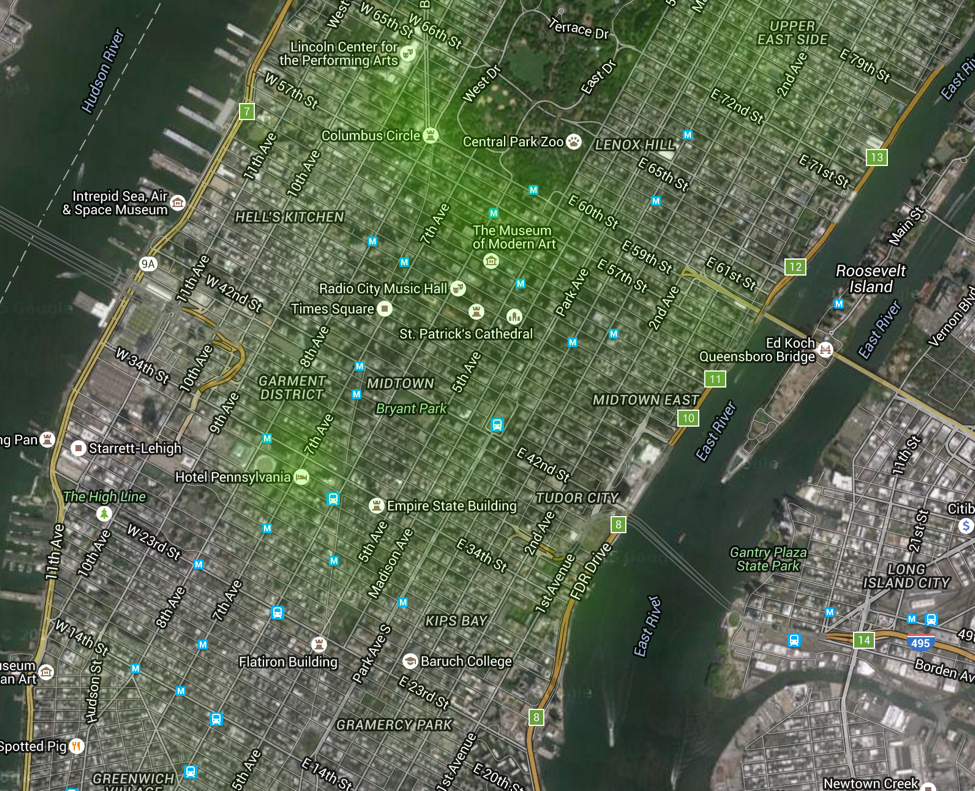 West
W 65th St
W 66th St
B
Terrace Dr
5
M
UPPER
EAST SIDE
Hudson River
Lincoln Center for
the Performing Arts
West Dr
East Dr
E 79th St
2nd Ave
East Riv
W 57th St
7
E 72nd St
Columbus Circle
Central Park Zoo
LENOX HILL
M
11th Ave
10th Ave
E 65th St
E 71st St
13
Intrepid Sea, Air
& Space Museum
M
M
M
HELL'S KITCHEN
7th Ave
E 60th St
Main St
The Museum
of Modern Art
M
M
E 59th St
9A
11th Ave
W 42nd St
E 57th St
E 61st St
12
Roosevelt
Island
Radio City Music Hall
M
Park Ave
2nd Ave
M
Times Square
St. Patrick's Cathedral
East River
Vernon Blvd
8th Ave
M
M
Ed Koch
Queensboro Bridge
W 34th St
10th Ave
5th Ave
M
GARMENT
DISTRICT
MIDTOWN
M
11
9th Ave
Bryant Park
MIDTOWN EAST
10
ng Pan
Starrett-Lehigh
M
7th Ave
East River
11th St
Hotel Pennsylvania
E 42nd St
The High Line
Empire State Building
TUDOR CITY
Citib
$
8
21st St
W 23rd St
M
5th Ave
Madison Ave
2nd Ave
11th Ave
10th Ave
M
M
E 34th St
1st Avenue
FDR Drive
Gantry Plaza
State Park
LONG
ISLAND CITY
8th Ave
7th Ave
M
KIPS BAY
East River
M
M
W 14th St
M
Flatiron Building
Park Ave S
14
495
495
useum
an Art
M
Baruch College
Borden Av
Hudson St
M
E 23rd St
GRAMERCY PARK
8
Spotted Pig
1st Avenue
GREENWICH
VILLAGE
5th Ave
E 14th St
E 20th St
Newtown Creek